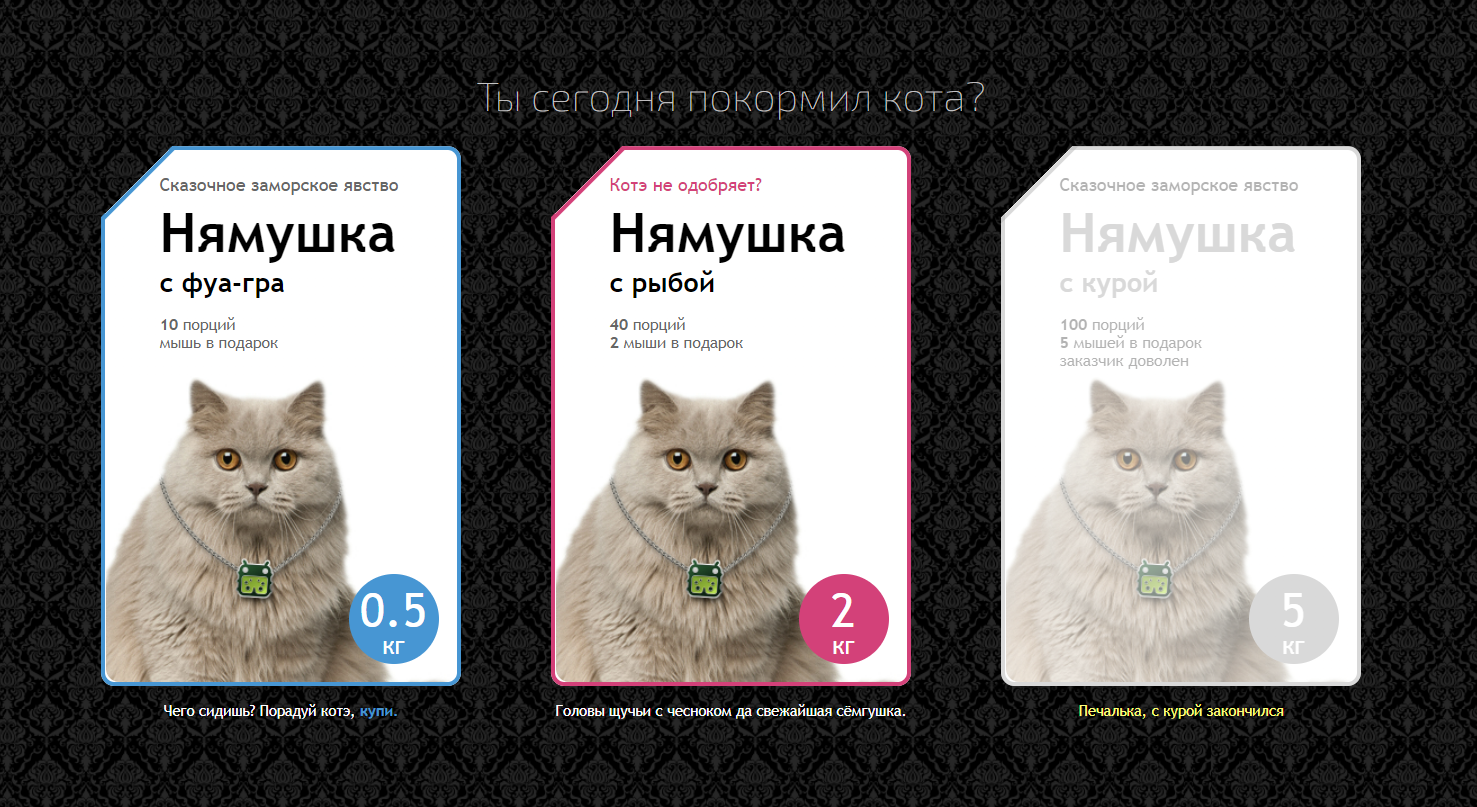 Ты сегодня покормил кота?
Сказочное заморское явство
Нямушка
с фуа-гра
10 порций
мышь в подарок
0.5
кг
Чего сидишь? Порадуй котэ, купи.
Котэ не одобряет?
Нямушка
с рыбой
40 порций
2 мыши в подарок
2
кг
Головы щучьи с чесноком да свежайшая сёмгушка.
Сказочное заморское явство
Нямушка
с курой
100 порций
5 мышей в подарок
заказчик доволен
5
кг
Печалька, с курой закончился